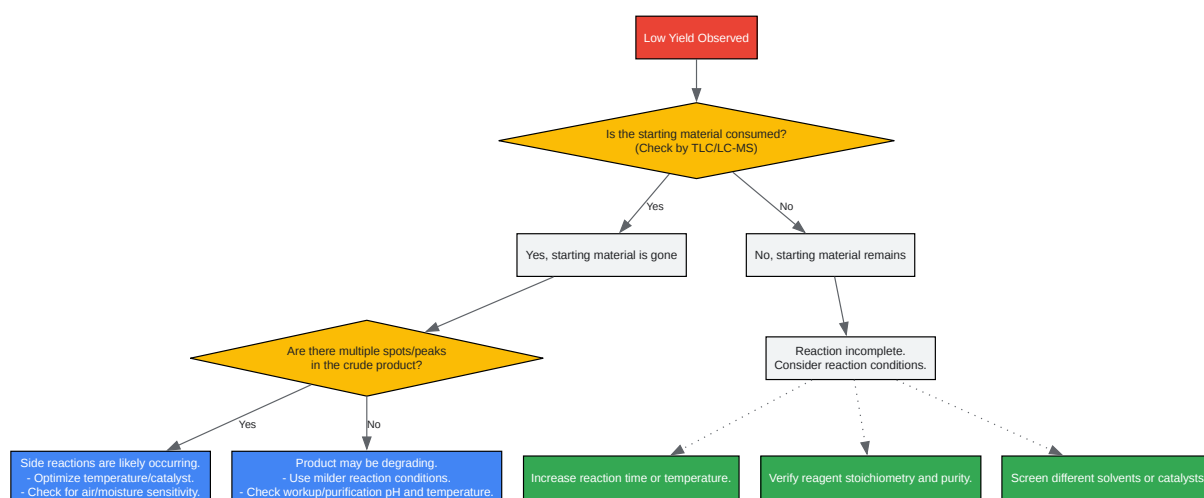 Low Yield Observed
Is the starting material consumed?
(Check by TLC/LC-MS)
Yes
No
Yes, starting material is gone
No, starting material remains
Are there multiple spots/peaks
in the crude product?
Reaction incomplete.
Consider reaction conditions.
Yes
No
Side reactions are likely occurring.
- Optimize temperature/catalyst.
- Check for air/moisture sensitivity.
Product may be degrading.
- Use milder reaction conditions.
- Check workup/purification pH and temperature.
Increase reaction time or temperature.
Verify reagent stoichiometry and purity.
Screen different solvents or catalysts